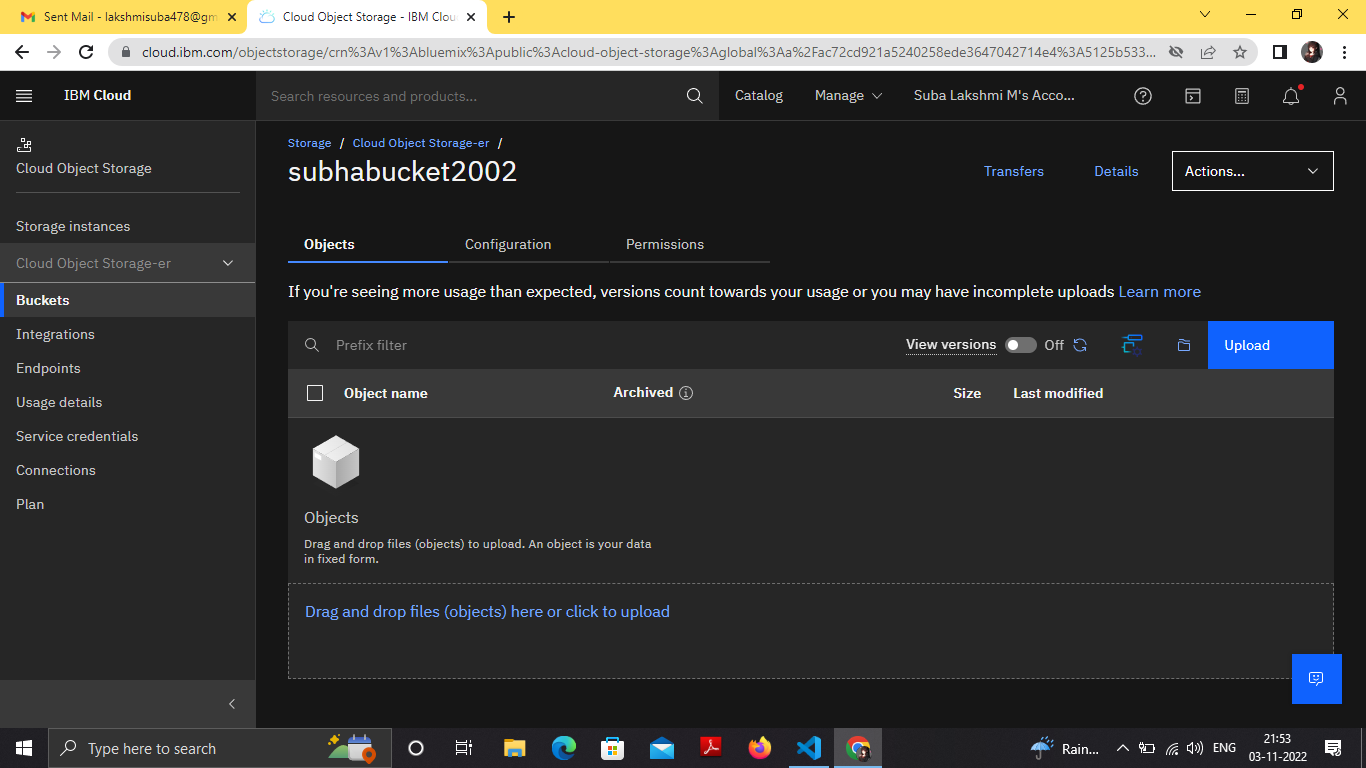 Sent Mail - lakshmisuba478@gm
Cloud Object Storage - IBM Clou
cloud.ibm.com/objectstorage/crn%3Av1%3Abluemix%3Apublic%3Acloud-object-storage%3Aglobal%3Aa%2Fac72cd921a5240258ede3647042714e4%3A5125b533...
IBM Cloud
Search resources and products...
Catalog
Manage
Suba Lakshmi M's Acco...
Cloud Object Storage
Storage instances
Cloud Object Storage-er
Buckets
Integrations
Endpoints
Usage details
Service credentials
Connections
Plan
Storage / Cloud Object Storage-er /
subhabucket2002
Transfers
Details
Actions...
Objects
Configuration
Permissions
If you're seeing more usage than expected, versions count towards your usage or you may have incomplete uploads Learn more
Prefix filter
View versions
Off
Upload
Object name
Archived
Size
Last modified
Objects
Drag and drop files (objects) to upload. An object is your data
in fixed form.
Drag and drop files (objects) here or click to upload
Type here to search
Rain...
ENG
21:53
03-11-2022